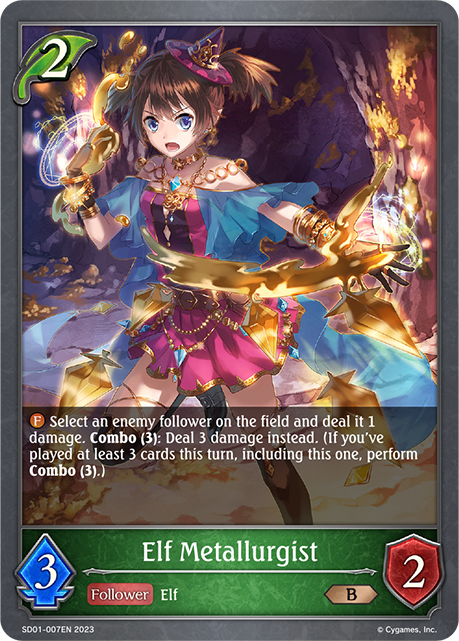 2
F Select an enemy follower on the field and deal it 1
damage. Combo (3): Deal 3 damage instead. (If you've
played at least 3 cards this turn, including this one, perform
Combo (3).)
Elf Metallurgist
3
Follower Elf
B
2
SD01-007EN 2023
© Cygames, Inc.